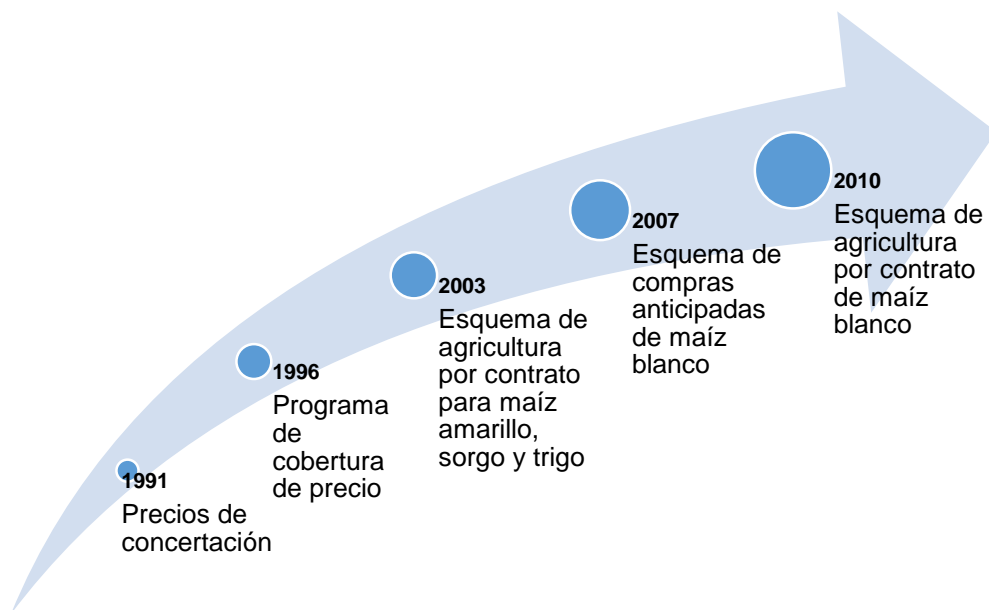 1991
Precios de
concertación
1996
Programa
de
cobertura
de precio
2003
Esquema de
agricultura
por contrato
para maíz
amarillo,
sorgo y trigo
2007
Esquema de
compras
anticipadas
de maíz
blanco
2010
Esquema de
agricultura
por contrato
de maíz
blanco